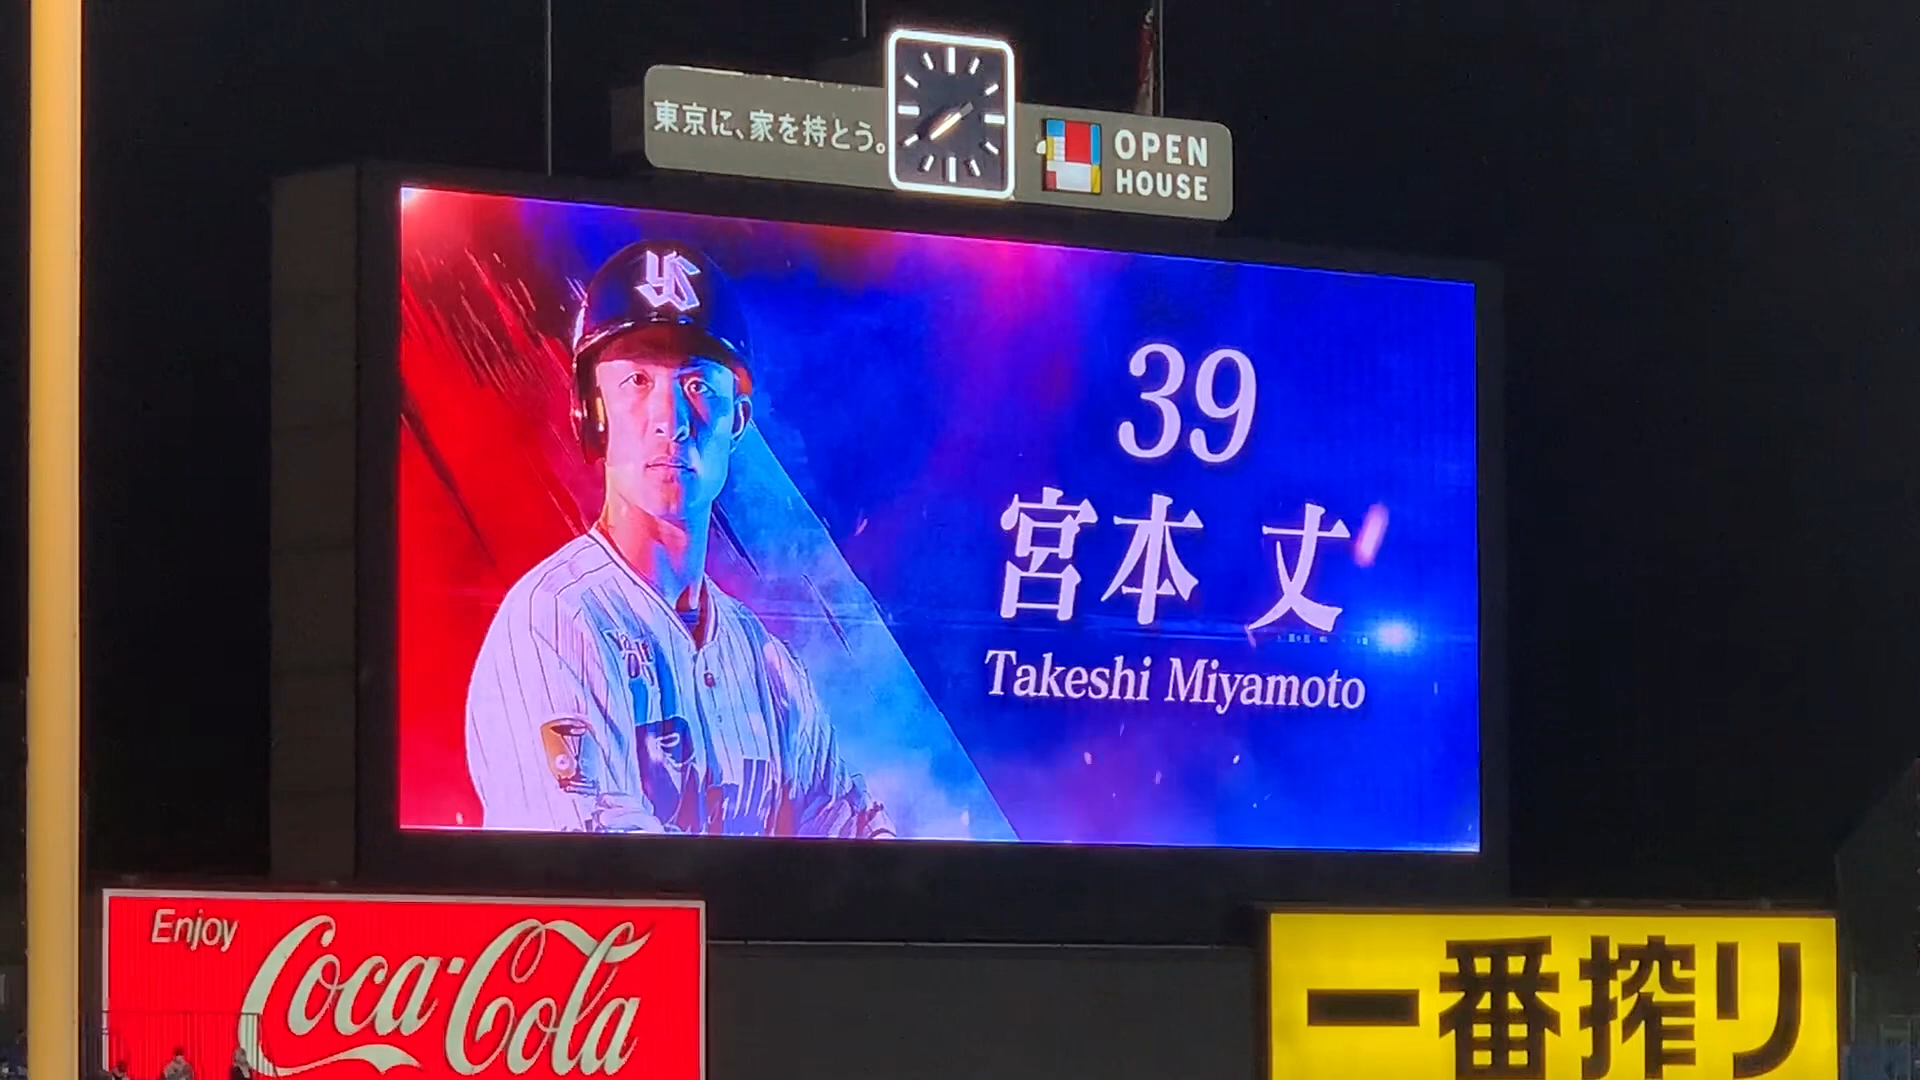 東京に、家を持とう。
OPEN
HOUSE
YS
39
宮本 丈
Takeshi Miyamoto
Enjoy
Coca-Cola
一番搾り